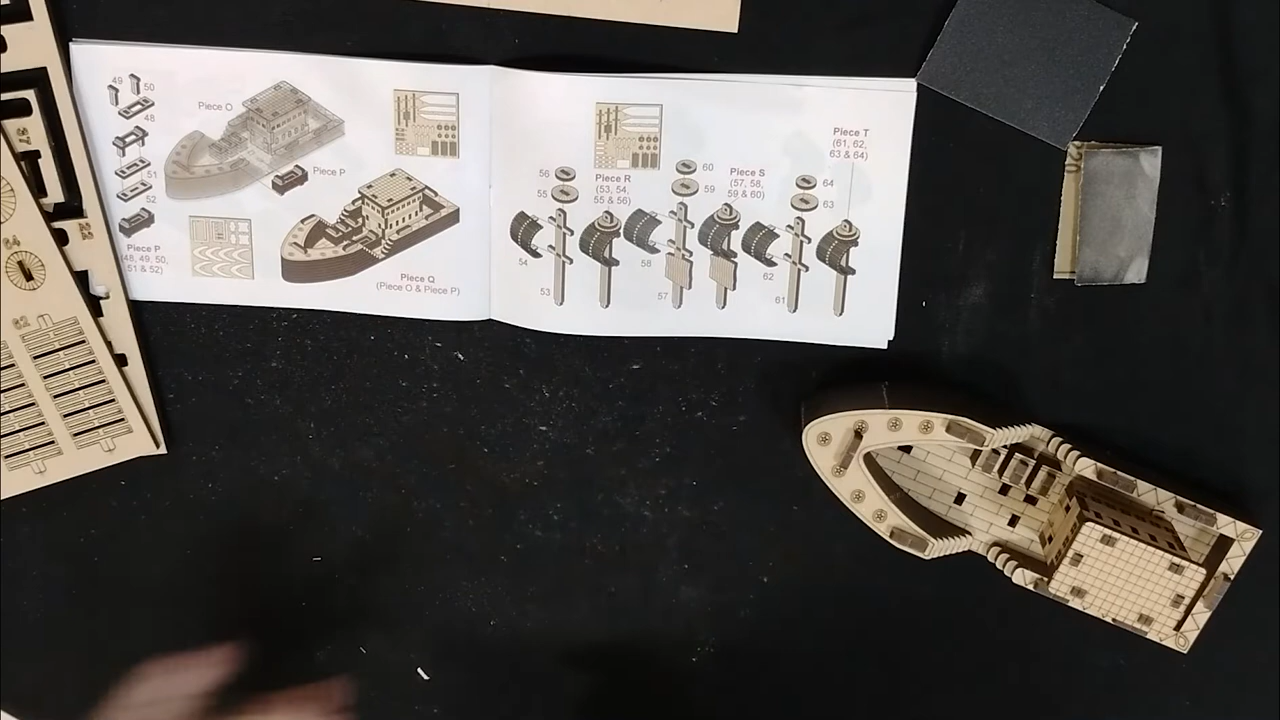 49
50
48
51
52
Piece P
(48, 49, 50,
51 & 52)
Piece O
Piece P
Piece Q
(Piece O & Piece P)
56
55
54
53
Piece R
(53, 54,
55 & 56)
60
59
58
57
Piece S
(57, 58,
59 & 60)
64
63
62
61
Piece T
(61, 62,
63 & 64)
64
62